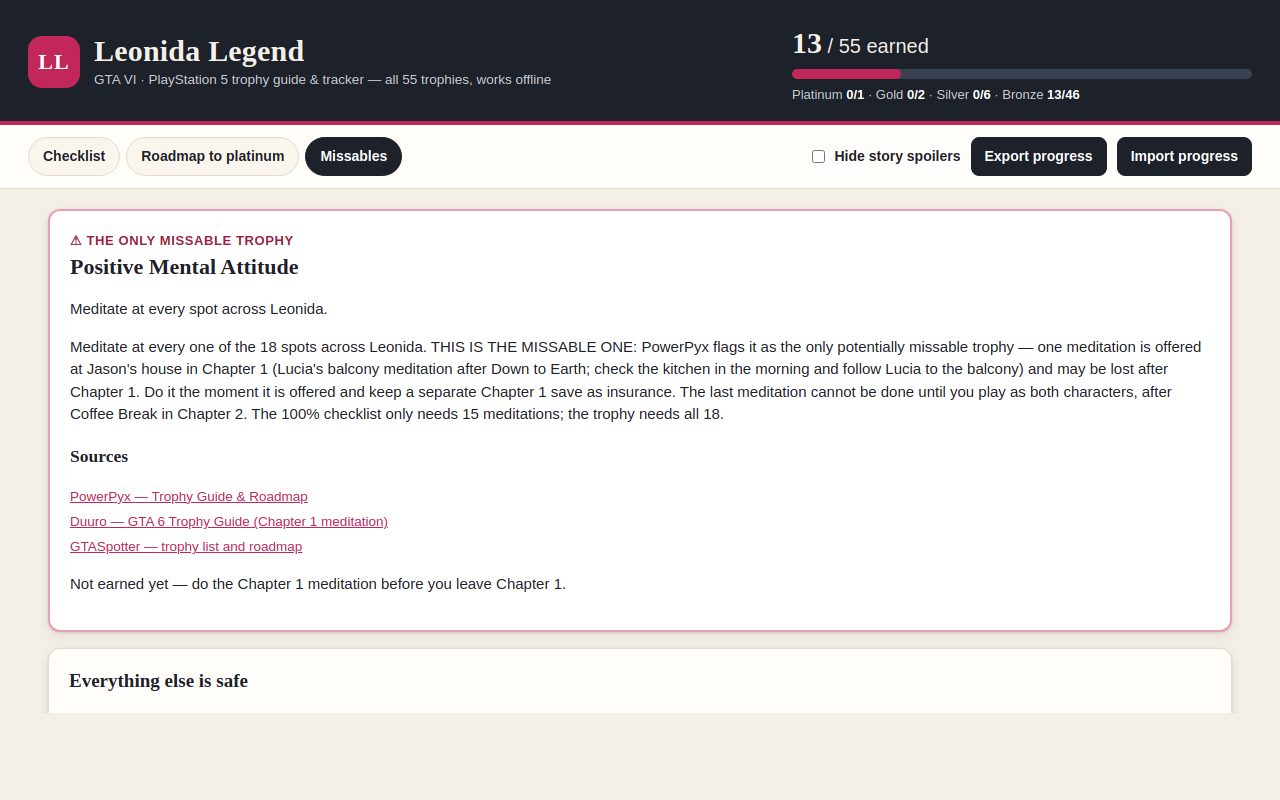 LL
Leonida Legend
GTA VI · PlayStation 5 trophy guide & tracker — all 55 trophies, works offline
13 / 55 earned
Platinum 0/1 · Gold 0/2 · Silver 0/6 · Bronze 13/46
Checklist
Roadmap to platinum
Missables
Hide story spoilers
Export progress
Import progress
⚠ THE ONLY MISSABLE TROPHY
Positive Mental Attitude
Meditate at every spot across Leonida.
Meditate at every one of the 18 spots across Leonida. THIS IS THE MISSABLE ONE: PowerPyx flags it as the only potentially missable trophy — one meditation is offered
at Jason's house in Chapter 1 (Lucia's balcony meditation after Down to Earth; check the kitchen in the morning and follow Lucia to the balcony) and may be lost after
Chapter 1. Do it the moment it is offered and keep a separate Chapter 1 save as insurance. The last meditation cannot be done until you play as both characters, after
Coffee Break in Chapter 2. The 100% checklist only needs 15 meditations; the trophy needs all 18.
Sources
PowerPyx — Trophy Guide & Roadmap
Duuro — GTA 6 Trophy Guide (Chapter 1 meditation)
GTASpotter — trophy list and roadmap
Not earned yet — do the Chapter 1 meditation before you leave Chapter 1.
Everything else is safe